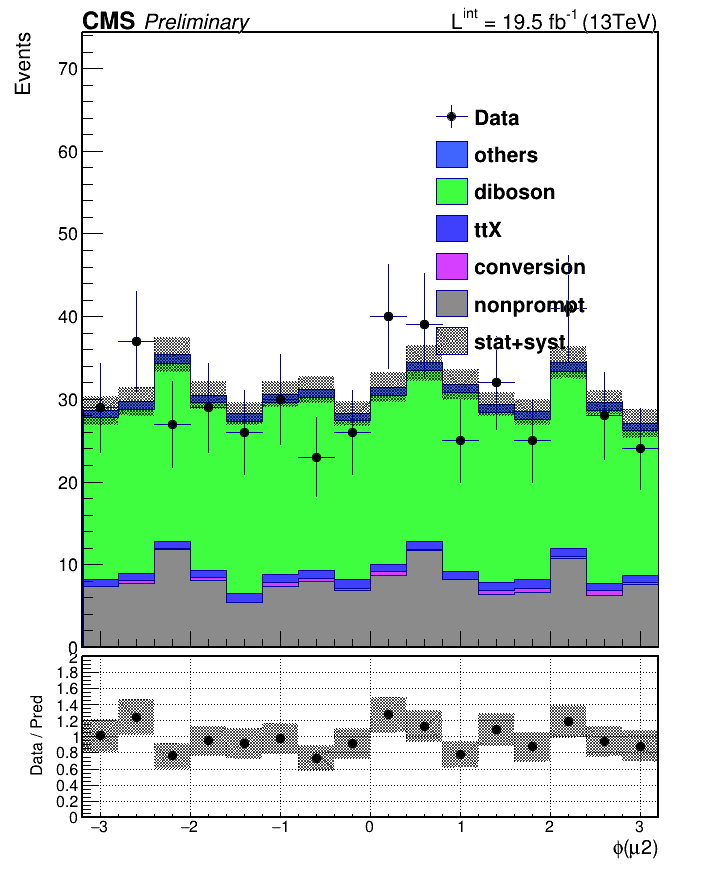 CMS Preliminary L^int = 19.5 fb^-1 (13TeV)
Events
70
60
50
40
30
20
10
0
Data
others
diboson
ttX
conversion
nonprompt
stat+syst
Data / Pred
2
1.8
1.6
1.4
1.2
1
0.8
0.6
0.4
0.2
0
−3 −2 −1 0 1 2 3
ϕ(μ2)